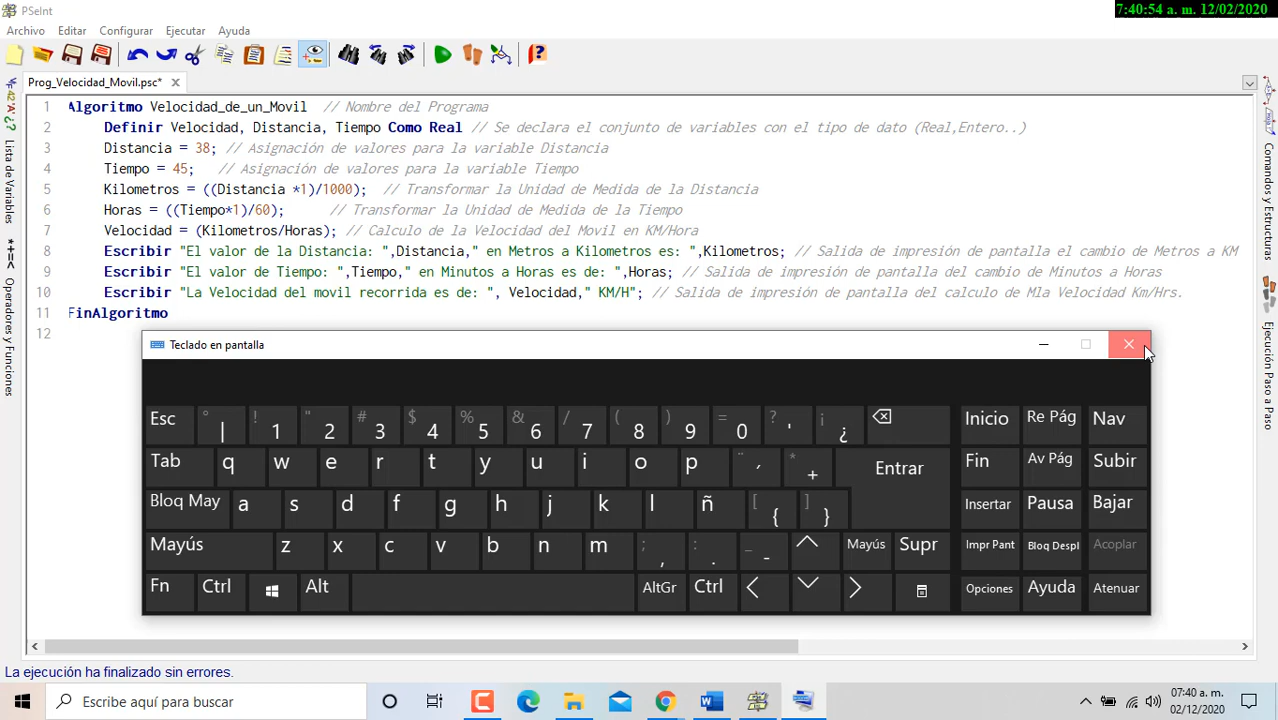 PSeInt
7:40:54 a. m. 12/02/2020
Archivo Editar Configurar Ejecutar Ayuda
Prog_Velocidad_Movil.psc*
1 Algoritmo Velocidad_de_un_Movil // Nombre del Programa
2 Definir Velocidad, Distancia, Tiempo Como Real // Se declara el conjunto de variables con el tipo de dato (Real,Entero..)
3 Distancia = 38; // Asignación de valores para la variable Distancia
4 Tiempo = 45; // Asignación de valores para la variable Tiempo
5 Kilometros = ((Distancia *1)/1000); // Transformar la Unidad de Medida de la Distancia
6 Horas = ((Tiempo*1)/60); // Transformar la Unidad de Medida de la Tiempo
7 Velocidad = (Kilometros/Horas); // Calculo de la Velocidad del Movil en KM/Hora
8 Escribir "El valor de la Distancia: ",Distancia," en Metros a Kilometros es: ",Kilometros; // Salida de impresión de pantalla el cambio de Metros a KM
9 Escribir "El valor de Tiempo: ",Tiempo," en Minutos a Horas es de: ",Horas; // Salida de impresión de pantalla del cambio de Minutos a Horas
10 Escribir "La Velocidad del movil recorrida es de: ", Velocidad," KM/H"; // Salida de impresión de pantalla del calculo de Mla Velocidad Km/Hrs.
11 FinAlgoritmo
12
Lista de Variables
Operadores y Funciones
Comandos y Estructuras
Ejecución Paso a Paso
Teclado en pantalla
Esc ° | ! 1 " 2 # 3 $ 4 % 5 & 6 / 7 ( 8 ) 9 = 0 ? ' ¡ ¿ Inicio Re Pág Nav
Tab q w e r t y u i o p ¨ ´ * + Entrar Fin Av Pág Subir
Bloq May a s d f g h j k l ñ [ { ] } Insertar Pausa Bajar
Mayús z x c v b n m ; , : . _ - Mayús Supr Impr Pant Bloq Despl Acoplar
Fn Ctrl Alt AltGr Ctrl Opciones Ayuda Atenuar
La ejecución ha finalizado sin errores.
Escribe aquí para buscar
07:40 a. m.
02/12/2020